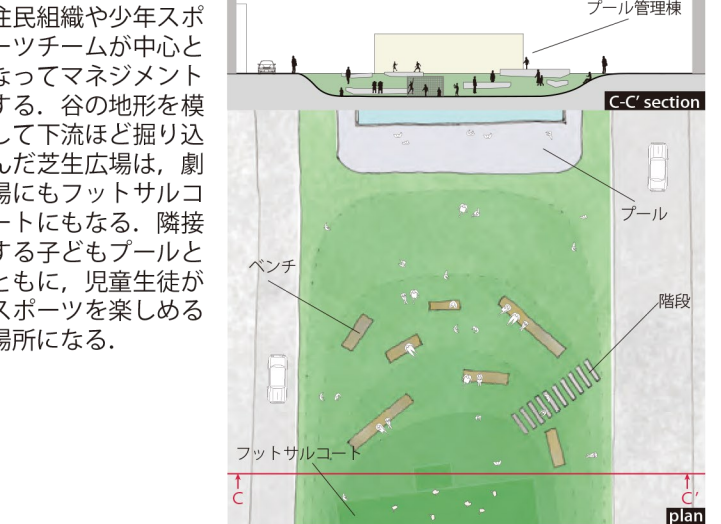 住民組織や少年スポ
ーツチームが中心と
なってマネジメント
する．谷の地形を模
して下流ほど掘り込
んだ芝生広場は，劇
場にもフットサルコ
ートにもなる．隣接
する子どもプールと
ともに，児童生徒が
スポーツを楽しめる
場所になる．
プール管理棟
C-C’ section
プール
ベンチ
階段
フットサルコート
C
C’
plan